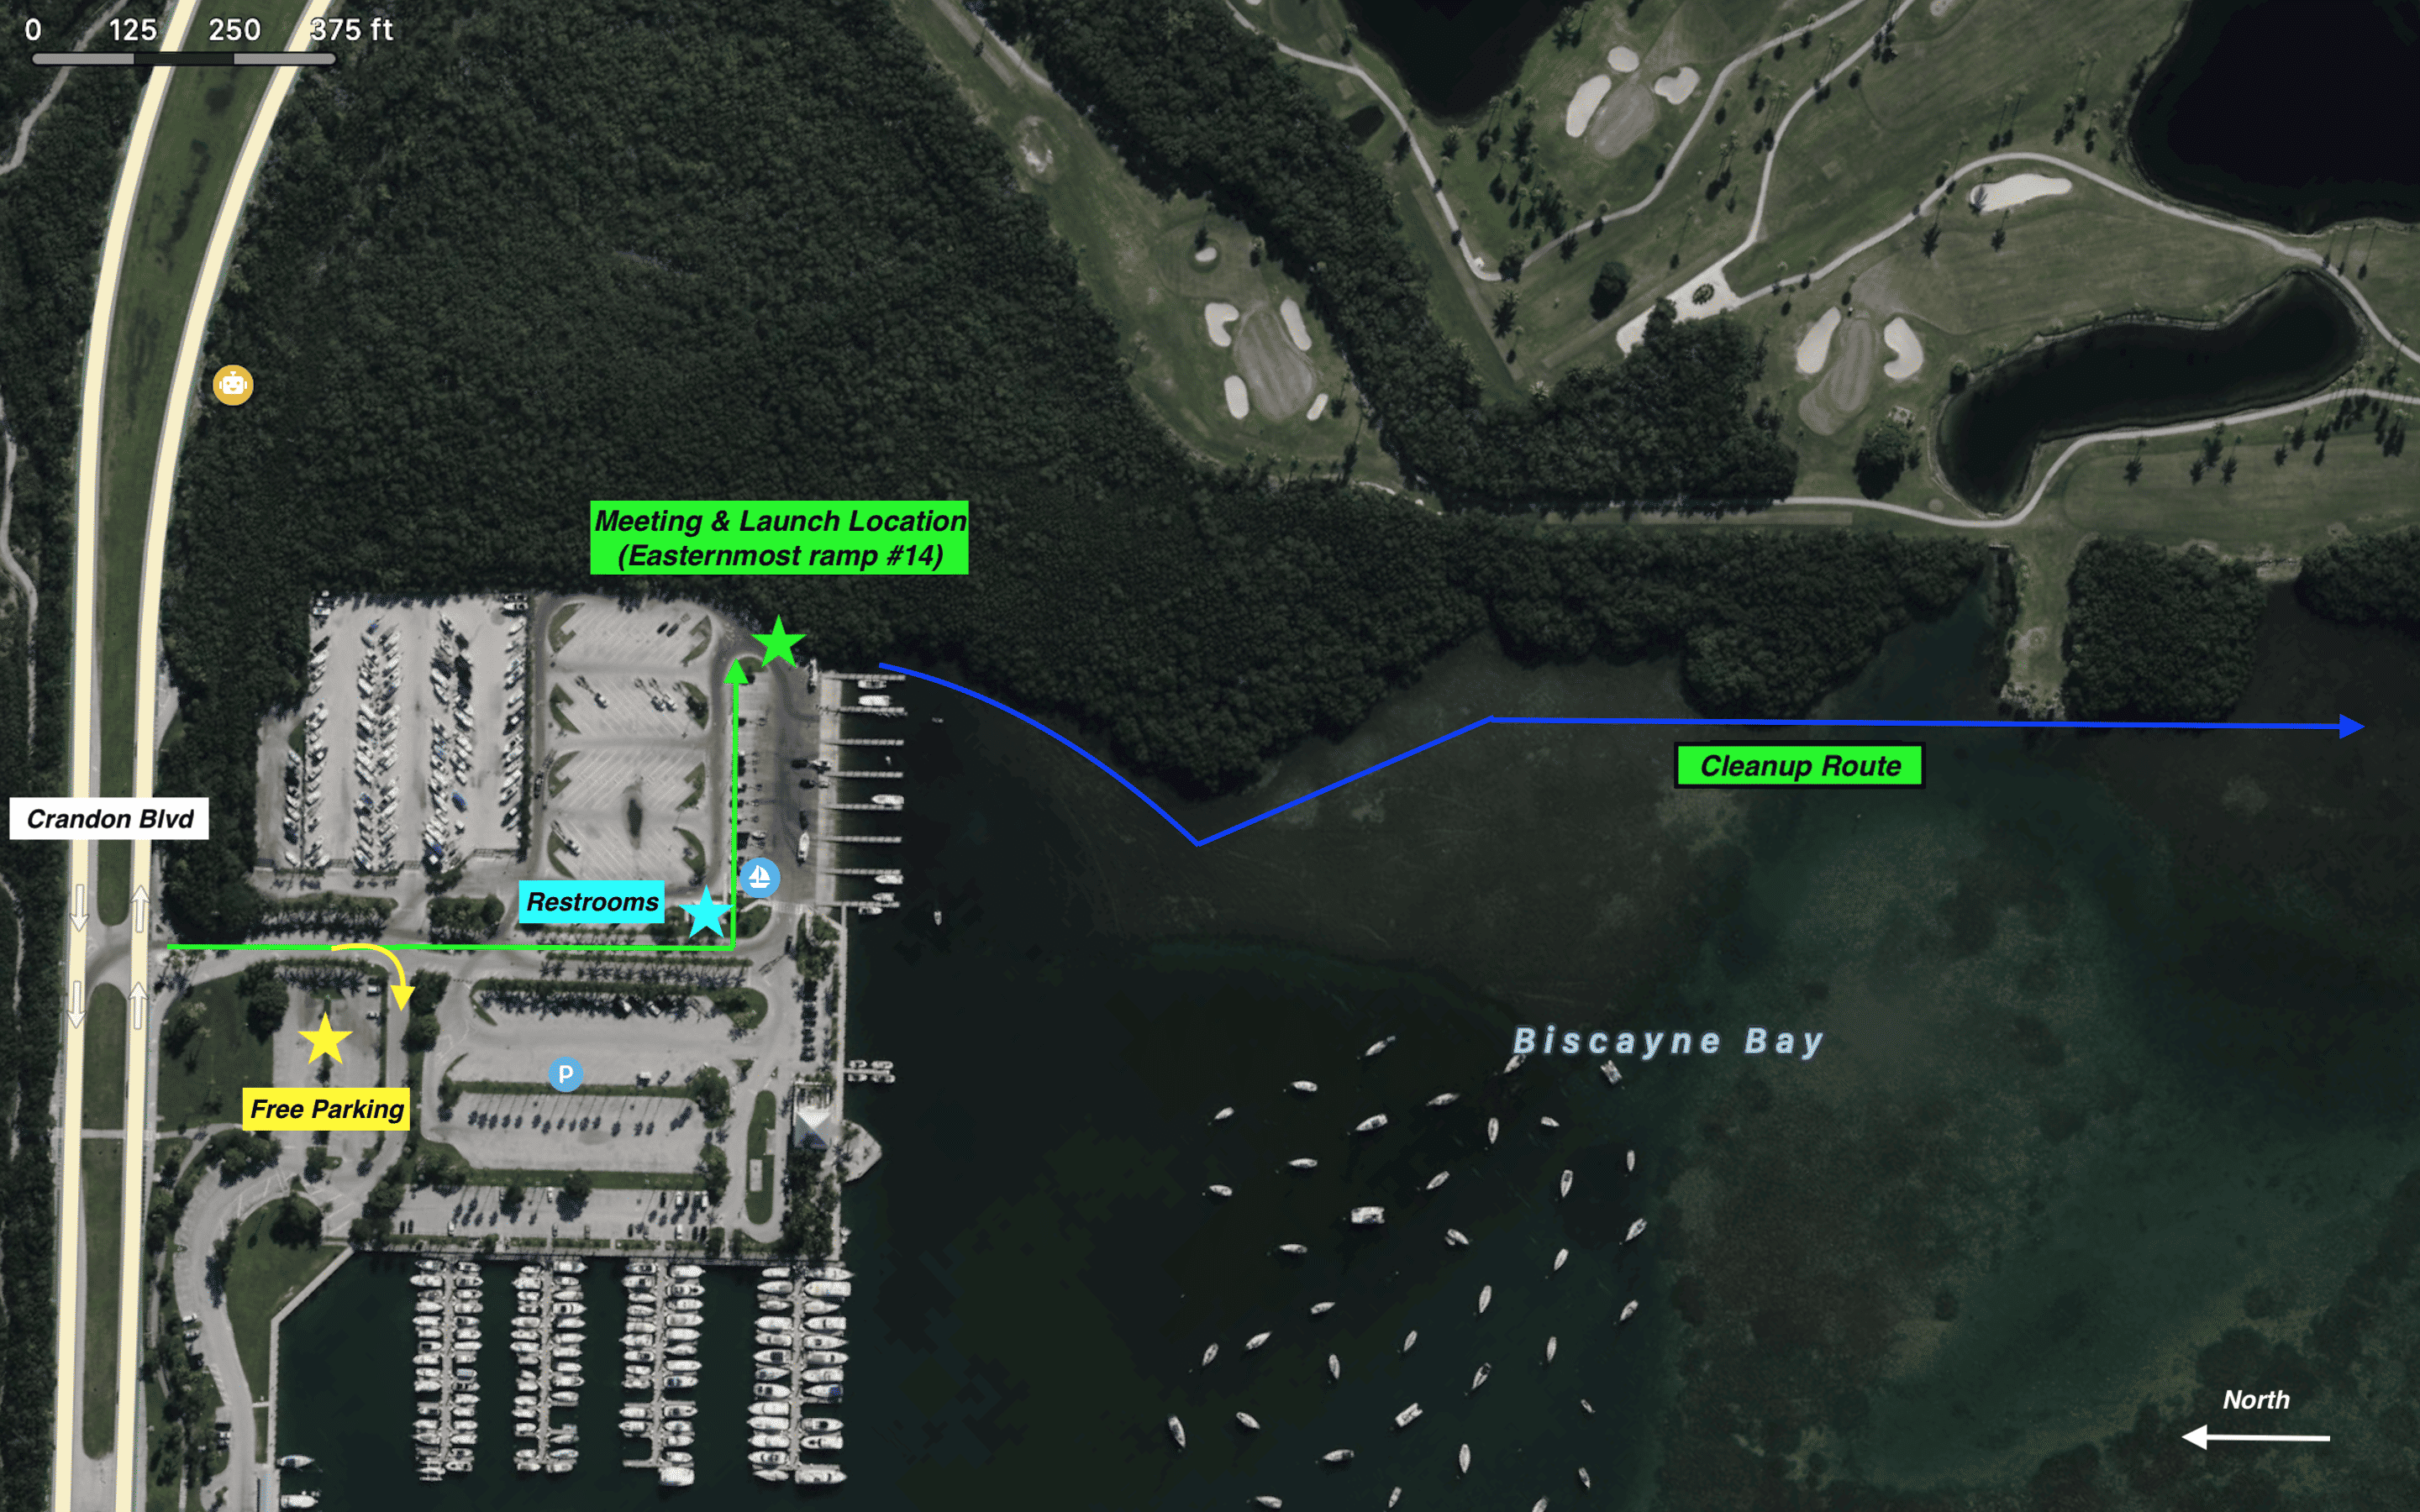 0 125 250 375 ft
Meeting & Launch Location
(Easternmost ramp #14)
Cleanup Route
Crandon Blvd
Restrooms
Biscayne Bay
P
Free Parking
North